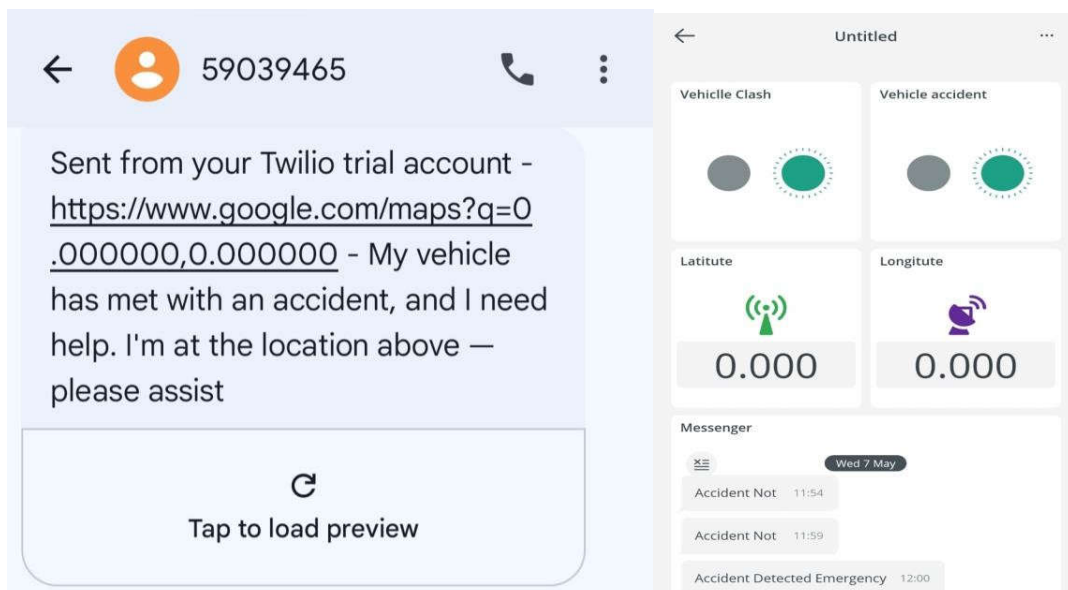 59039465
Sent from your Twilio trial account -
https://www.google.com/maps?q=0
.000000,0.000000 - My vehicle
has met with an accident, and I need
help. I'm at the location above —
please assist
Tap to load preview
Untitled
Vehiclle Clash
Vehicle accident
Latitute
Longitute
0.000
0.000
Messenger
Wed 7 May
Accident Not 11:54
Accident Not 11:59
Accident Detected Emergency 12:00